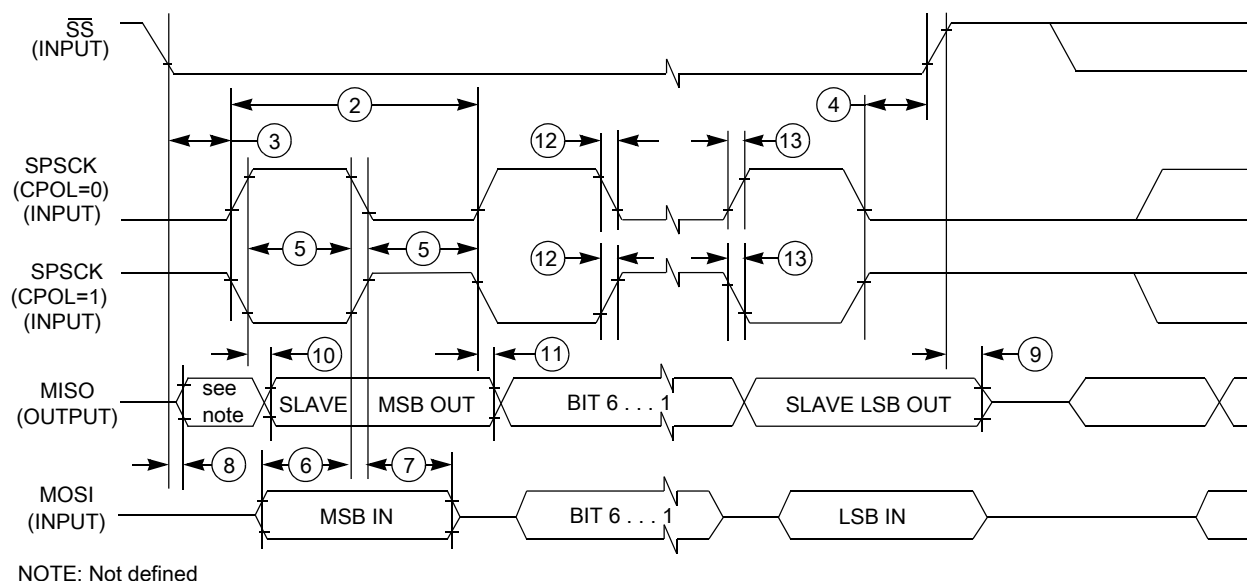 SS
(INPUT)
2
4
3
12
13
SPSCK
(CPOL=0)
(INPUT)
5
5
SPSCK
(CPOL=1)
(INPUT)
12
13
10
11
9
MISO
(OUTPUT)
see
note
SLAVE
MSB OUT
BIT 6 . . . 1
SLAVE LSB OUT
8
6
7
MOSI
(INPUT)
MSB IN
BIT 6 . . . 1
LSB IN
NOTE: Not defined